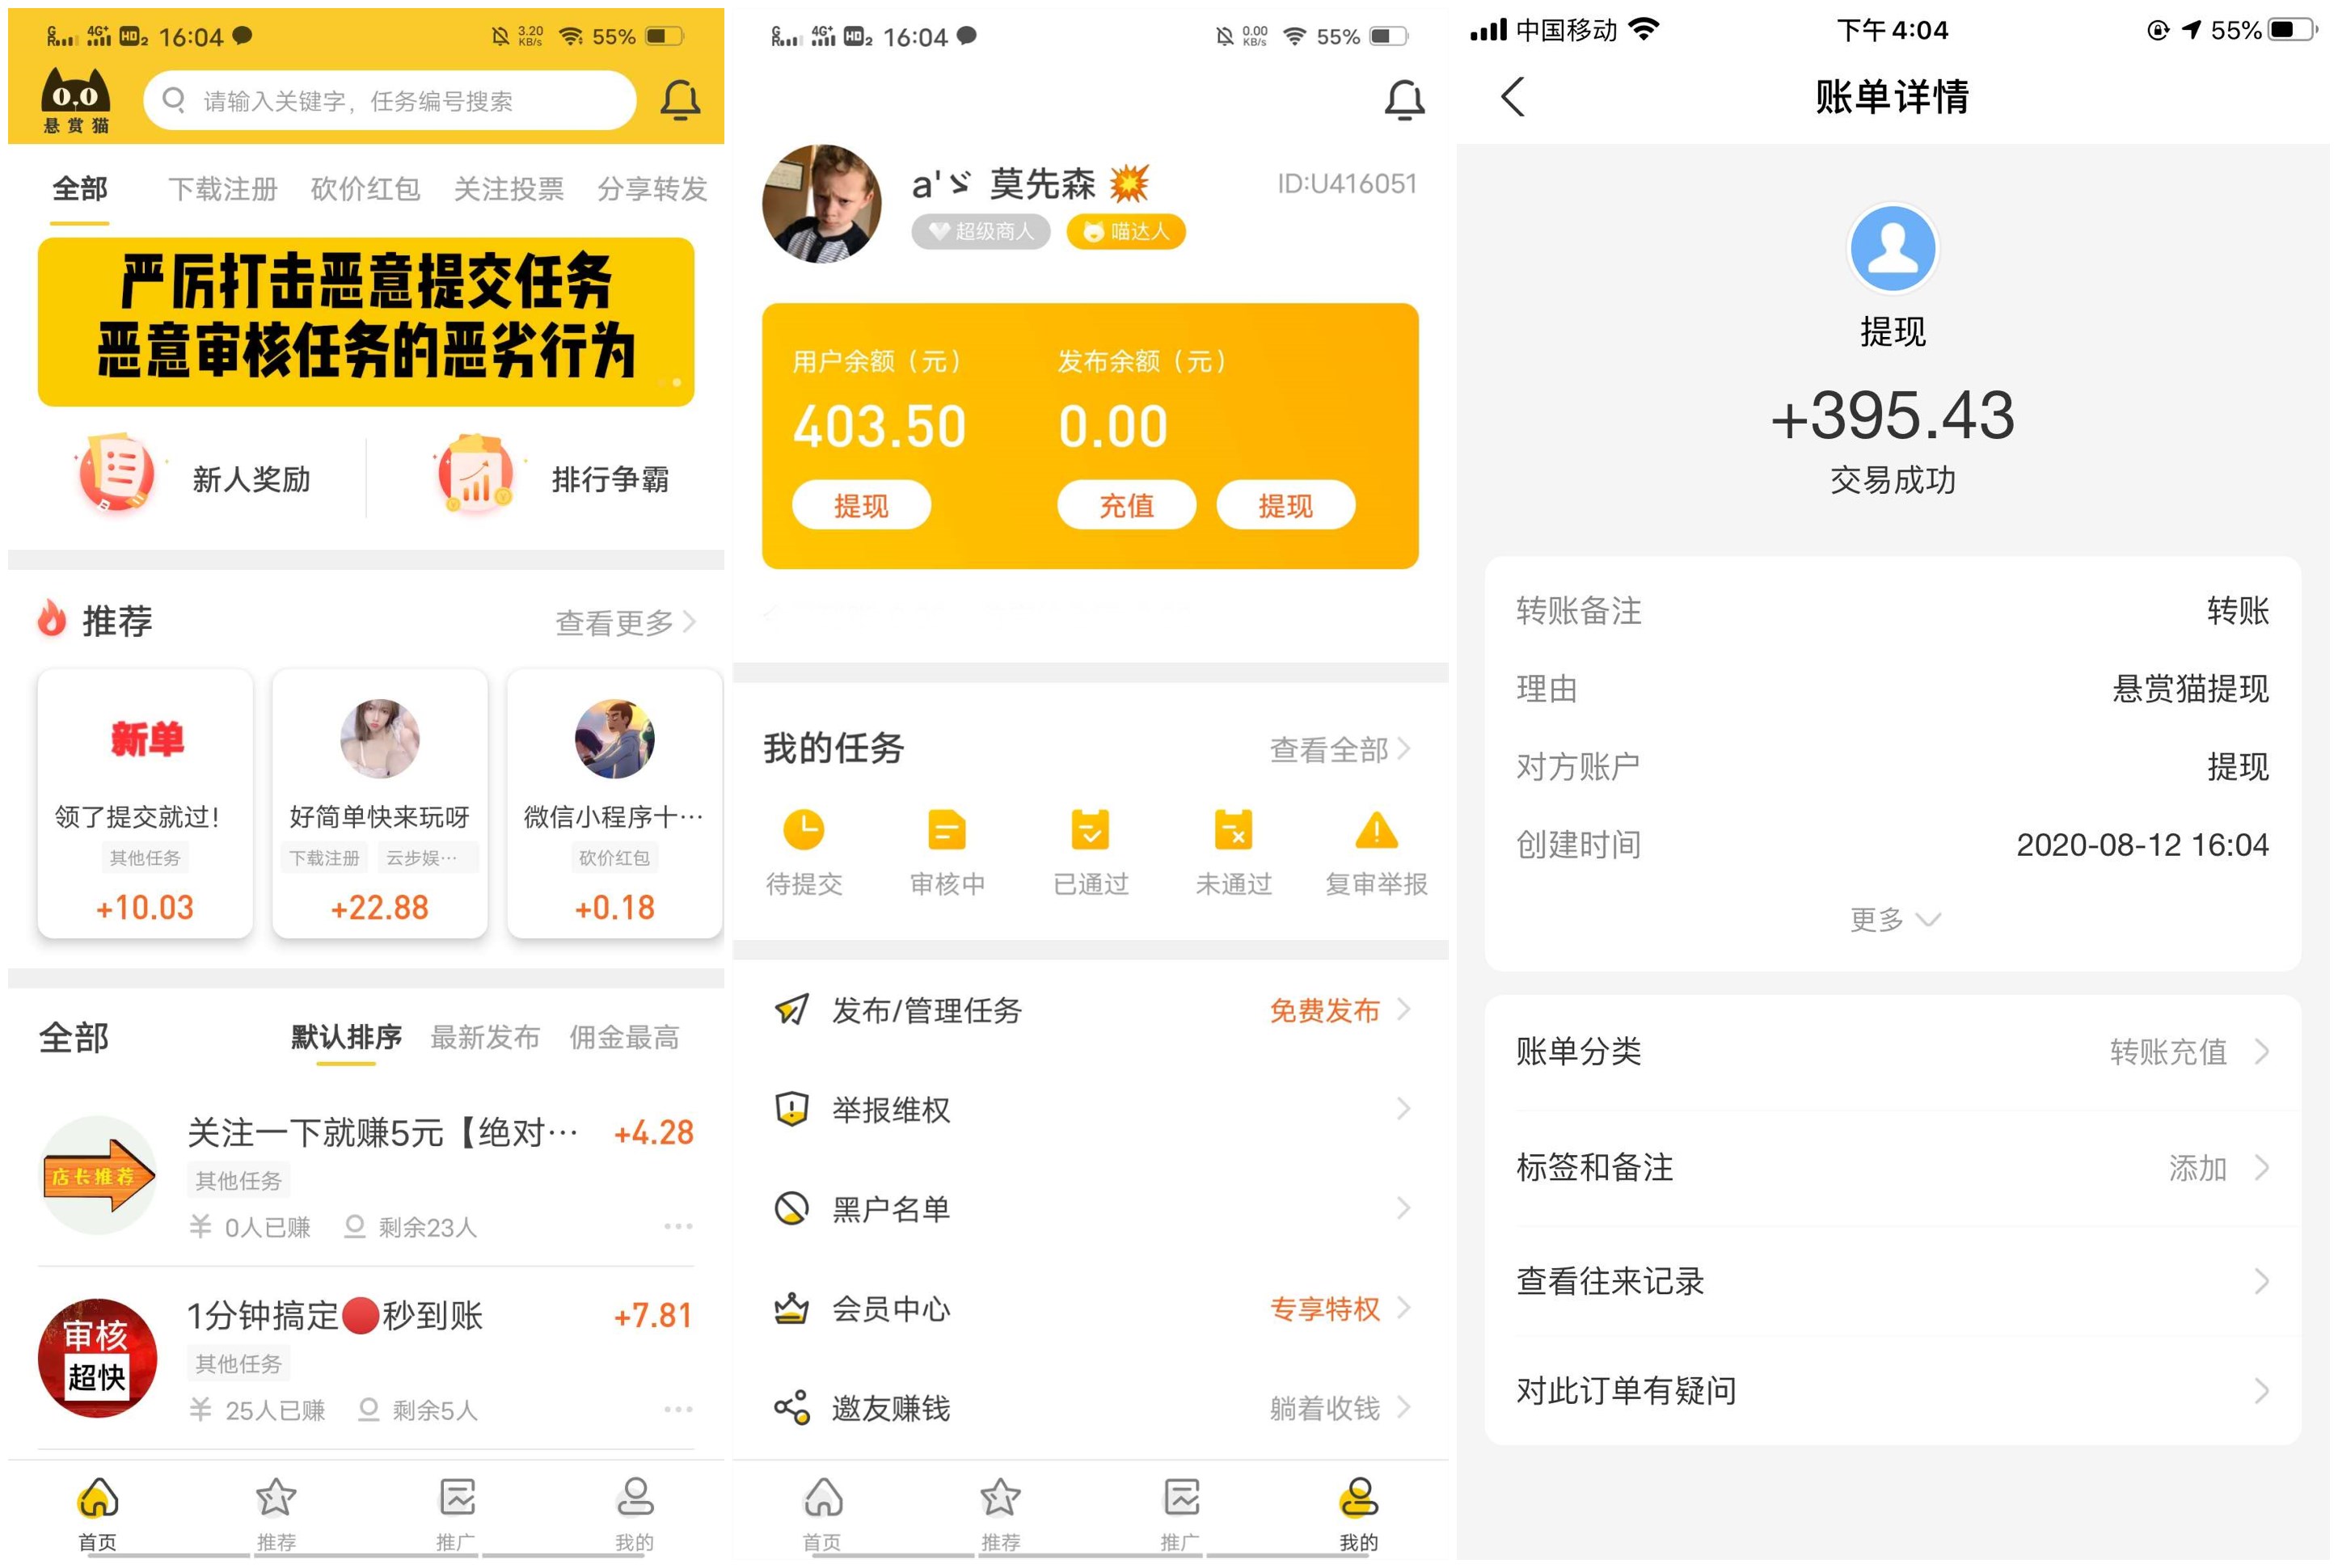 16:04
3.20 KB/s
55%
悬赏猫
请输入关键字，任务编号搜索
全部 下载注册 砍价红包 关注投票 分享转发
严厉打击恶意提交任务
恶意审核任务的恶劣行为
新人奖励 排行争霸
推荐 查看更多
新单
领了提交就过!
其他任务
+10.03
好简单快来玩呀
下载注册 云步娱···
+22.88
微信小程序十···
砍价红包
+0.18
全部 默认排序 最新发布 佣金最高
店长推荐
关注一下就赚5元【绝对··· +4.28
其他任务
0人已赚 剩余23人
审核
超快
1分钟搞定🔴秒到账 +7.81
其他任务
25人已赚 剩余5人
首页 推荐 推广 我的
4G+ HD2 16:04
0.00 KB/s
55%
莫先森💥 ID:U416051
超级商人 喵达人
用户余额（元） 发布余额（元）
403.50 0.00
提现 充值 提现
我的任务 查看全部
待提交 审核中 已通过 未通过 复审举报
发布/管理任务 免费发布
举报维权
黑户名单
会员中心 专享特权
邀友赚钱 躺着收钱
首页 推荐 推广 我的
中国移动 下午4:04 55%
账单详情
提现
+395.43
交易成功
转账备注 转账
理由 悬赏猫提现
对方账户 提现
创建时间 2020-08-12 16:04
更多
账单分类 转账充值
标签和备注 添加
查看往来记录
对此订单有疑问